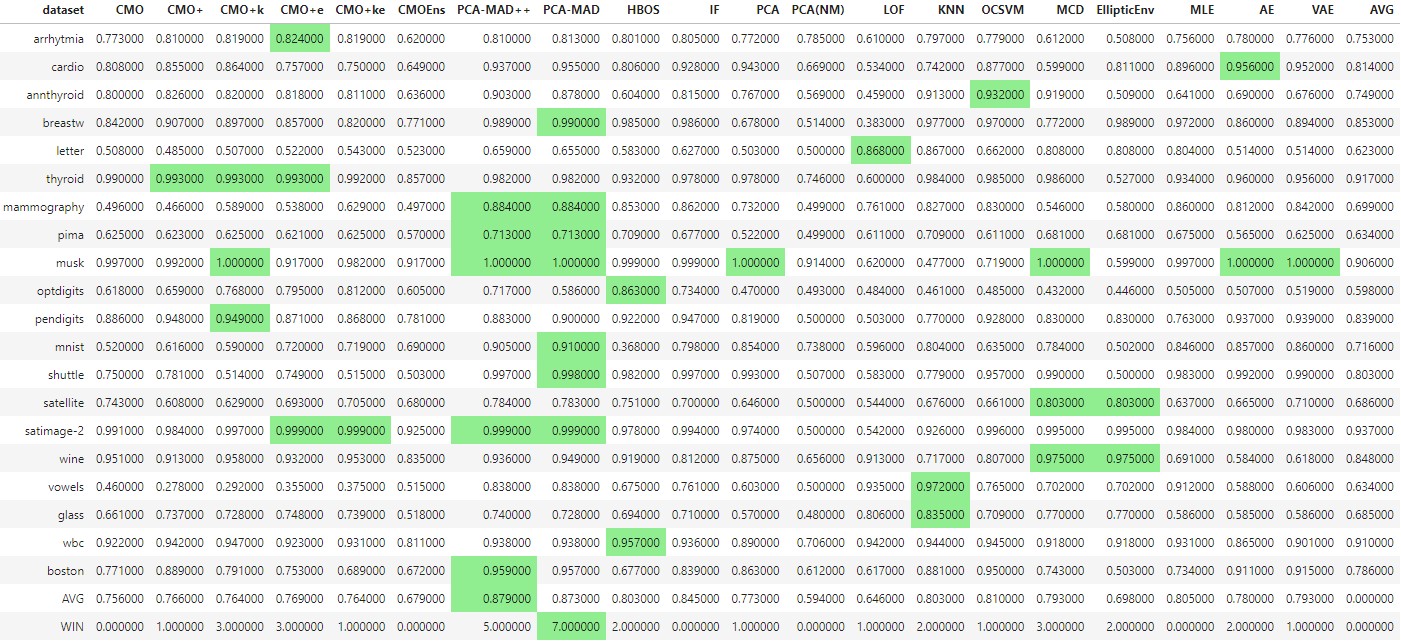 dataset CMO CMO+ CMO+k CMO+e CMO+ke CMOEns PCA-MAD++ PCA-MAD HBOS IF PCA PCA(NM) LOF KNN OCSVM MCD EllipticEnv MLE AE VAE AVG
arrhytmia 0.773000 0.810000 0.819000 0.824000 0.819000 0.620000 0.810000 0.813000 0.801000 0.805000 0.772000 0.785000 0.610000 0.797000 0.779000 0.612000 0.508000 0.756000 0.780000 0.776000 0.753000
cardio 0.808000 0.855000 0.864000 0.757000 0.750000 0.649000 0.937000 0.953000 0.806000 0.928000 0.943000 0.669000 0.534000 0.742000 0.877000 0.599000 0.811000 0.896000 0.956000 0.952000 0.814000
annthyroid 0.800000 0.826000 0.820000 0.818000 0.811000 0.636000 0.903000 0.878000 0.604000 0.815000 0.767000 0.569000 0.459000 0.913000 0.932000 0.919000 0.509000 0.641000 0.690000 0.676000 0.749000
breastw 0.842000 0.907000 0.897000 0.857000 0.820000 0.771000 0.989000 0.990000 0.985000 0.986000 0.678000 0.514000 0.383000 0.977000 0.970000 0.772000 0.989000 0.972000 0.860000 0.894000 0.853000
letter 0.508000 0.485000 0.507000 0.522000 0.543000 0.523000 0.659000 0.655000 0.583000 0.627000 0.503000 0.500000 0.868000 0.867000 0.662000 0.808000 0.808000 0.804000 0.514000 0.514000 0.623000
thyroid 0.990000 0.993000 0.993000 0.993000 0.992000 0.857000 0.982000 0.982000 0.932000 0.978000 0.978000 0.746000 0.600000 0.984000 0.985000 0.986000 0.527000 0.934000 0.960000 0.956000 0.917000
mammography 0.496000 0.466000 0.589000 0.538000 0.629000 0.497000 0.884000 0.884000 0.853000 0.862000 0.732000 0.499000 0.761000 0.827000 0.830000 0.546000 0.580000 0.860000 0.812000 0.842000 0.699000
pima 0.625000 0.623000 0.625000 0.621000 0.625000 0.570000 0.713000 0.713000 0.709000 0.677000 0.522000 0.499000 0.611000 0.709000 0.611000 0.681000 0.681000 0.675000 0.565000 0.625000 0.634000
musk 0.997000 0.992000 1.000000 0.917000 0.982000 0.917000 1.000000 1.000000 0.999000 0.999000 1.000000 0.914000 0.620000 0.477000 0.719000 1.000000 0.599000 0.997000 1.000000 1.000000 0.906000
optdigits 0.618000 0.659000 0.768000 0.795000 0.812000 0.605000 0.717000 0.586000 0.863000 0.734000 0.470000 0.493000 0.484000 0.461000 0.485000 0.432000 0.446000 0.505000 0.507000 0.519000 0.598000
pendigits 0.886000 0.948000 0.949000 0.871000 0.868000 0.781000 0.883000 0.900000 0.922000 0.947000 0.819000 0.500000 0.503000 0.770000 0.928000 0.830000 0.830000 0.763000 0.937000 0.939000 0.839000
mnist 0.520000 0.616000 0.590000 0.720000 0.719000 0.690000 0.905000 0.910000 0.368000 0.798000 0.854000 0.738000 0.596000 0.804000 0.635000 0.784000 0.502000 0.846000 0.857000 0.860000 0.716000
shuttle 0.750000 0.781000 0.514000 0.749000 0.515000 0.503000 0.997000 0.998000 0.982000 0.997000 0.993000 0.507000 0.583000 0.779000 0.957000 0.990000 0.500000 0.983000 0.992000 0.990000 0.803000
satellite 0.743000 0.608000 0.629000 0.693000 0.705000 0.680000 0.784000 0.783000 0.751000 0.700000 0.646000 0.500000 0.544000 0.676000 0.661000 0.803000 0.803000 0.637000 0.665000 0.710000 0.686000
satimage-2 0.991000 0.984000 0.997000 0.999000 0.999000 0.925000 0.999000 0.999000 0.978000 0.994000 0.974000 0.500000 0.542000 0.926000 0.996000 0.995000 0.995000 0.984000 0.980000 0.983000 0.937000
wine 0.951000 0.913000 0.958000 0.932000 0.953000 0.835000 0.936000 0.949000 0.919000 0.812000 0.875000 0.656000 0.913000 0.717000 0.807000 0.975000 0.975000 0.691000 0.584000 0.618000 0.848000
vowels 0.460000 0.278000 0.292000 0.355000 0.375000 0.515000 0.838000 0.838000 0.675000 0.761000 0.603000 0.500000 0.935000 0.972000 0.765000 0.702000 0.702000 0.912000 0.588000 0.606000 0.634000
glass 0.661000 0.737000 0.728000 0.748000 0.739000 0.518000 0.740000 0.728000 0.694000 0.710000 0.570000 0.480000 0.806000 0.835000 0.709000 0.770000 0.770000 0.586000 0.585000 0.586000 0.685000
wbc 0.922000 0.942000 0.947000 0.923000 0.931000 0.811000 0.938000 0.938000 0.957000 0.936000 0.890000 0.706000 0.942000 0.944000 0.945000 0.918000 0.918000 0.931000 0.865000 0.901000 0.910000
boston 0.771000 0.889000 0.791000 0.753000 0.689000 0.672000 0.959000 0.957000 0.677000 0.839000 0.863000 0.612000 0.617000 0.881000 0.950000 0.743000 0.503000 0.734000 0.911000 0.915000 0.786000
AVG 0.756000 0.766000 0.764000 0.769000 0.764000 0.679000 0.879000 0.873000 0.803000 0.845000 0.773000 0.594000 0.646000 0.803000 0.810000 0.793000 0.698000 0.805000 0.780000 0.793000 0.000000
WIN 0.000000 1.000000 3.000000 3.000000 1.000000 0.000000 5.000000 7.000000 2.000000 0.000000 1.000000 0.000000 1.000000 2.000000 1.000000 3.000000 2.000000 0.000000 2.000000 1.000000 0.000000